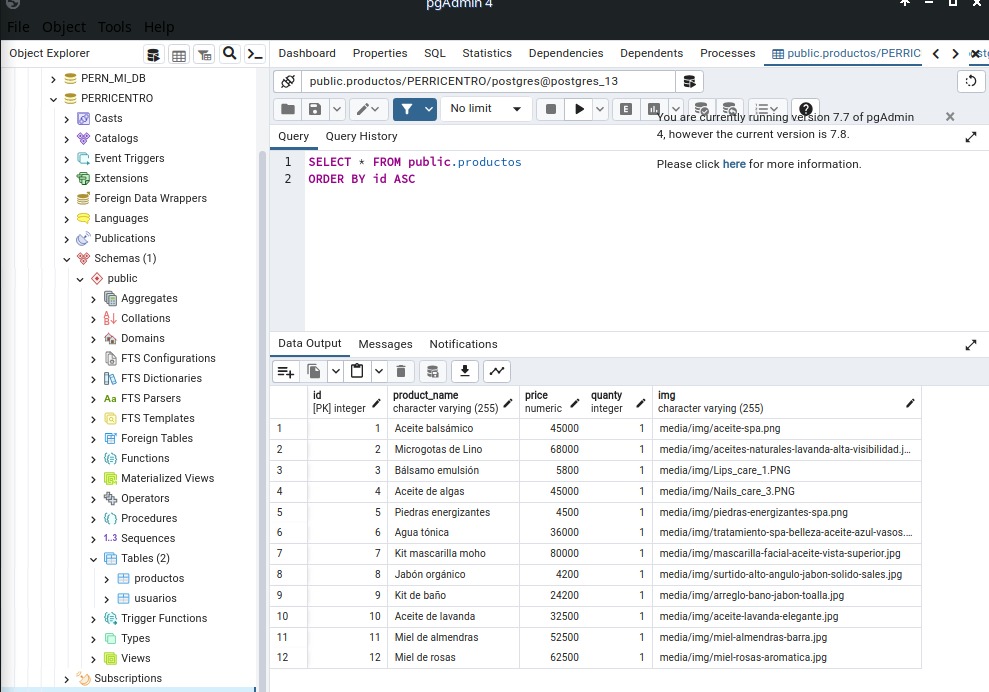 pgAdmin 4
File Object Tools Help
Object Explorer
Dashboard Properties SQL Statistics Dependencies Dependents Processes public.productos/PERRIC
PERN_MI_DB
PERRICENTRO
Casts
Catalogs
Event Triggers
Extensions
Foreign Data Wrappers
Languages
Publications
Schemas (1)
public
Aggregates
Collations
Domains
FTS Configurations
FTS Dictionaries
Aa FTS Parsers
FTS Templates
Foreign Tables
Functions
Materialized Views
Operators
Procedures
1..3 Sequences
Tables (2)
productos
usuarios
Trigger Functions
Types
Views
Subscriptions
public.productos/PERRICENTRO/postgres@postgres_13
No limit
E
You are currently running version 7.7 of pgAdmin
4, however the current version is 7.8.
Please click here for more information.
Query Query History
1 SELECT * FROM public.productos
2 ORDER BY id ASC
Data Output Messages Notifications
id product_name price quanty img
[PK] integer character varying (255) numeric integer character varying (255)
1 1 Aceite balsámico 45000 1 media/img/aceite-spa.png
2 2 Microgotas de Lino 68000 1 media/img/aceites-naturales-lavanda-alta-visibilidad.j...
3 3 Bálsamo emulsión 5800 1 media/img/Lips_care_1.PNG
4 4 Aceite de algas 45000 1 media/img/Nails_care_3.PNG
5 5 Piedras energizantes 4500 1 media/img/piedras-energizantes-spa.png
6 6 Agua tónica 36000 1 media/img/tratamiento-spa-belleza-aceite-azul-vasos....
7 7 Kit mascarilla moho 80000 1 media/img/mascarilla-facial-aceite-vista-superior.jpg
8 8 Jabón orgánico 4200 1 media/img/surtido-alto-angulo-jabon-solido-sales.jpg
9 9 Kit de baño 24200 1 media/img/arreglo-bano-jabon-toalla.jpg
10 10 Aceite de lavanda 32500 1 media/img/aceite-lavanda-elegante.jpg
11 11 Miel de almendras 52500 1 media/img/miel-almendras-barra.jpg
12 12 Miel de rosas 62500 1 media/img/miel-rosas-aromatica.jpg